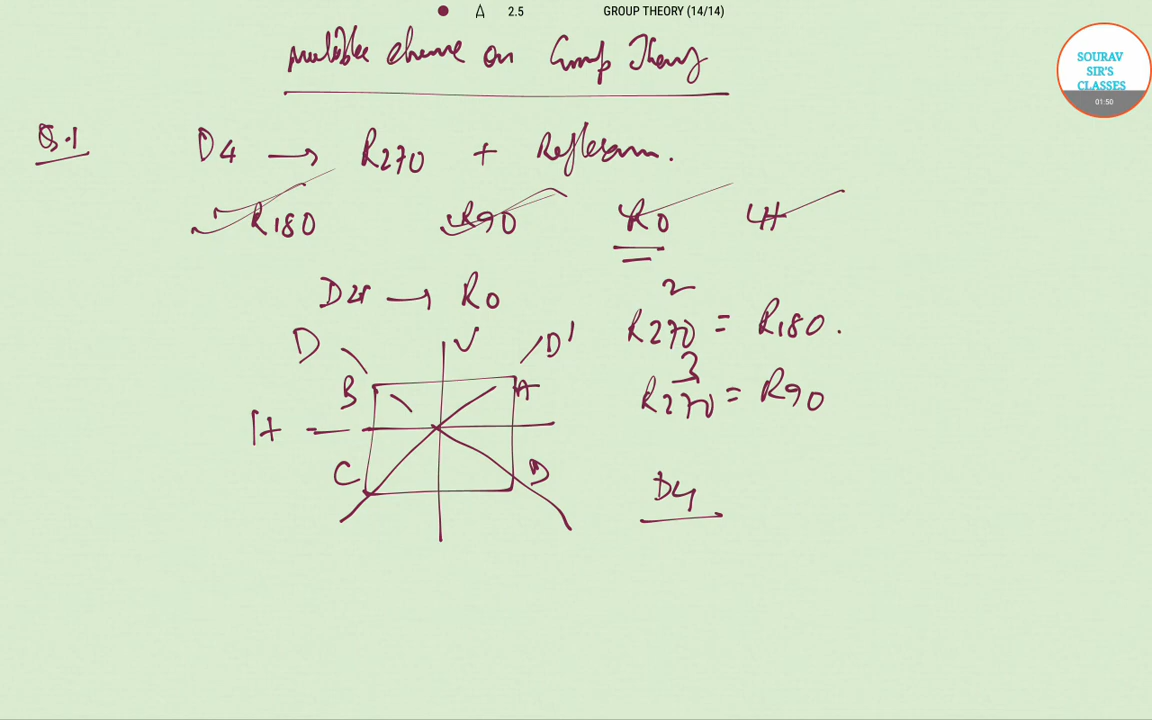 A 2.5 GROUP THEORY (14/14)
SOURAV
SIR'S
CLASSES
01:50
Multiple choice on Group Theory
Q.1 D4 → R270 + Reflexion.
R180 R90 R0 4H
D4 → R0
R270² = R180.
R270³ = R90
D V D'
B A
H
C D
D4